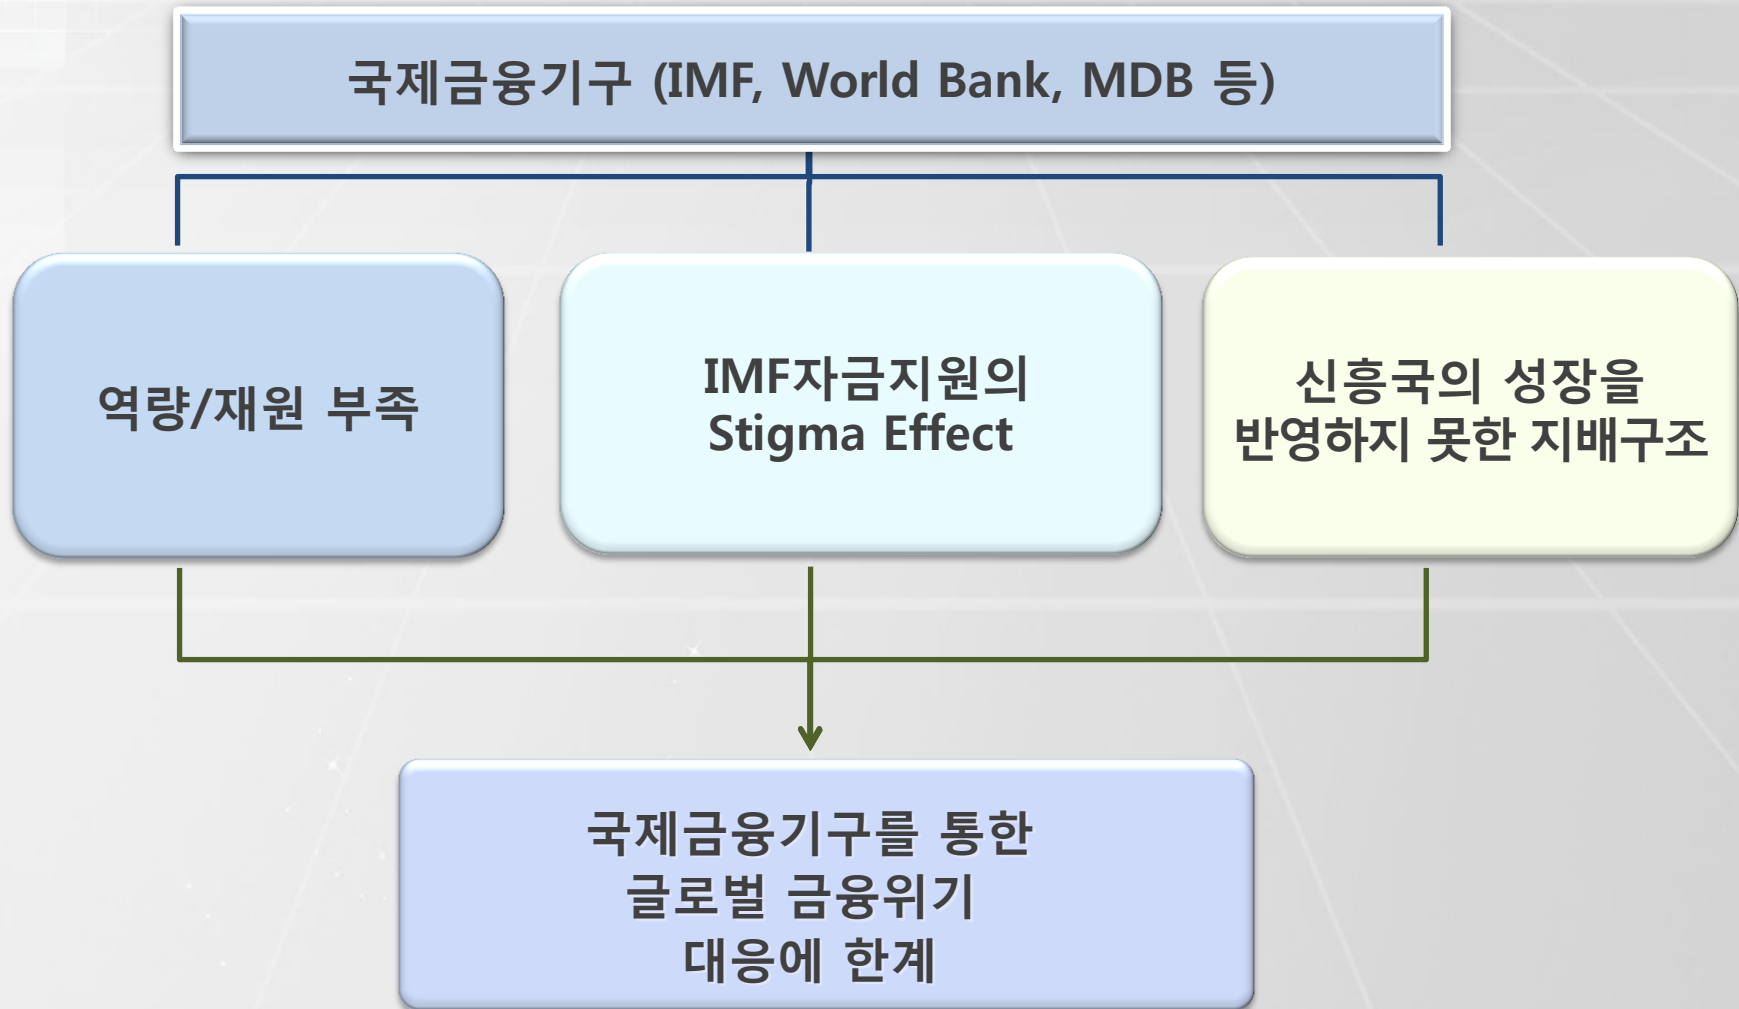 국제금융기구 (IMF, World Bank, MDB 등)
역량/재원 부족
IMF자금지원의
Stigma Effect
신흥국의 성장을
반영하지 못한 지배구조
국제금융기구를 통한
글로벌 금융위기
대응에 한계